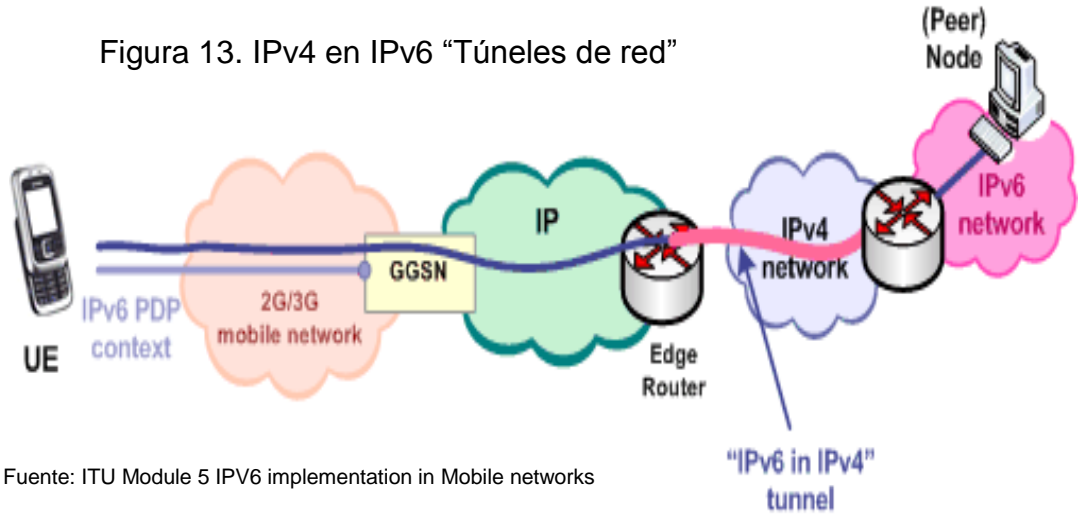 (Peer)
Node
Figura 13. IPv4 en IPv6 “Túneles de red”
IPv6
network
IP
IPv4
network
GGSN
IPv6 PDP
context
2G/3G
mobile network
UE
Edge
Router
“IPv6 in IPv4”
tunnel
Fuente: ITU Module 5 IPV6 implementation in Mobile networks